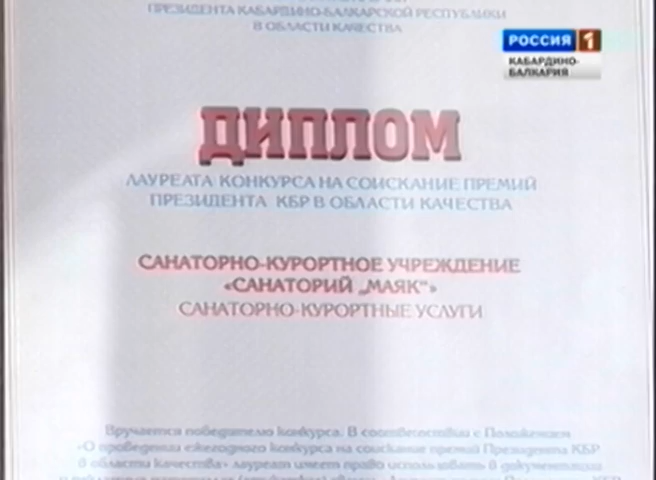 ПРЕЗИДЕНТА КАБАРДИНО-БАЛКАРСКОЙ РЕСПУБЛИКИ
В ОБЛАСТИ КАЧЕСТВА
РОССИЯ 1
КАБАРДИНО-
БАЛКАРИЯ
ДИПЛОМ
ЛАУРЕАТА КОНКУРСА НА СОИСКАНИЕ ПРЕМИЙ
ПРЕЗИДЕНТА КБР В ОБЛАСТИ КАЧЕСТВА
САНАТОРНО-КУРОРТНОЕ УЧРЕЖДЕНИЕ
«САНАТОРИЙ „МАЯК“»
САНАТОРНО-КУРОРТНЫЕ УСЛУГИ
Вручается победителю конкурса. В соответствии с Положением
«О проведении ежегодного конкурса на соискание премий Президента КБР
в области качества» лауреат имеет право использовать в документации